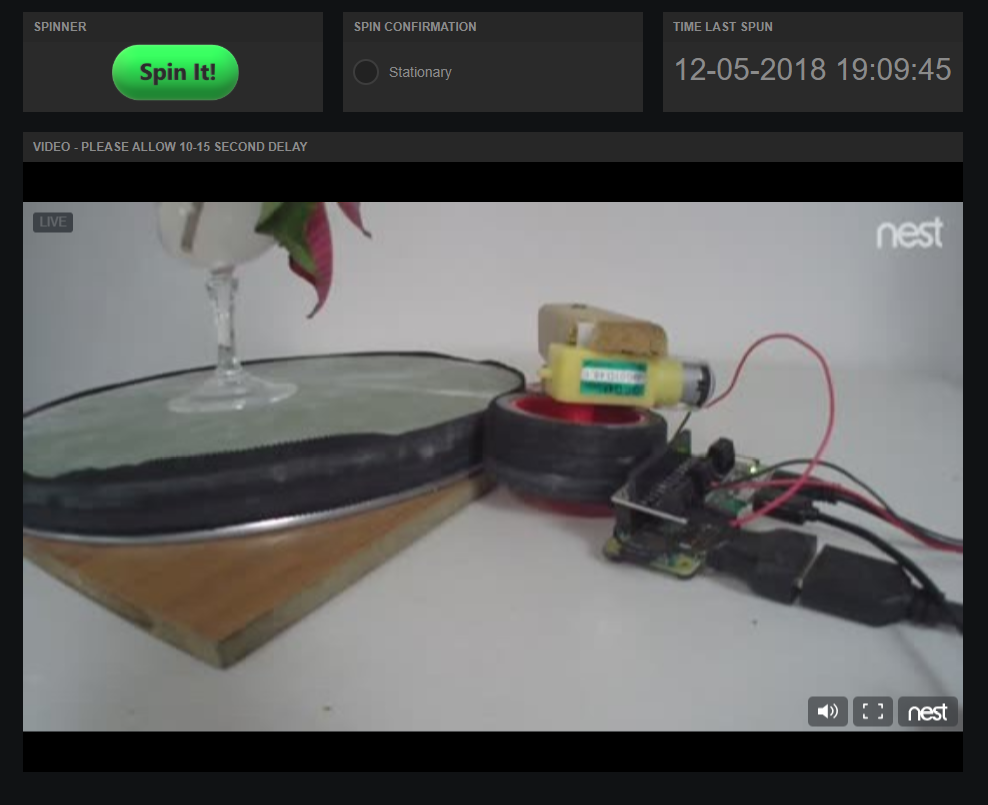 SPINNER
Spin It!
SPIN CONFIRMATION
Stationary
TIME LAST SPUN
12-05-2018 19:09:45
VIDEO - PLEASE ALLOW 10-15 SECOND DELAY
LIVE
nest
nest